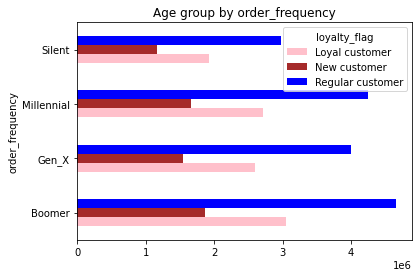 Age group by order_frequency
loyalty_flag
Loyal customer
New customer
Regular customer
order_frequency
Silent
Millennial
Gen_X
Boomer
0 1 2 3 4
1e6